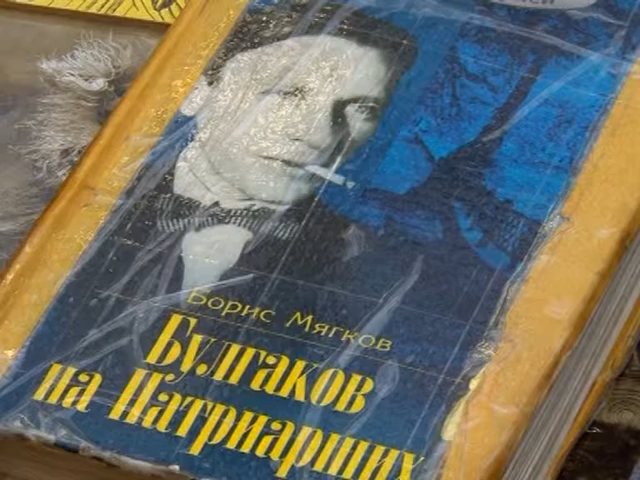 Борис Мягков
Булгаков
на Патриарших